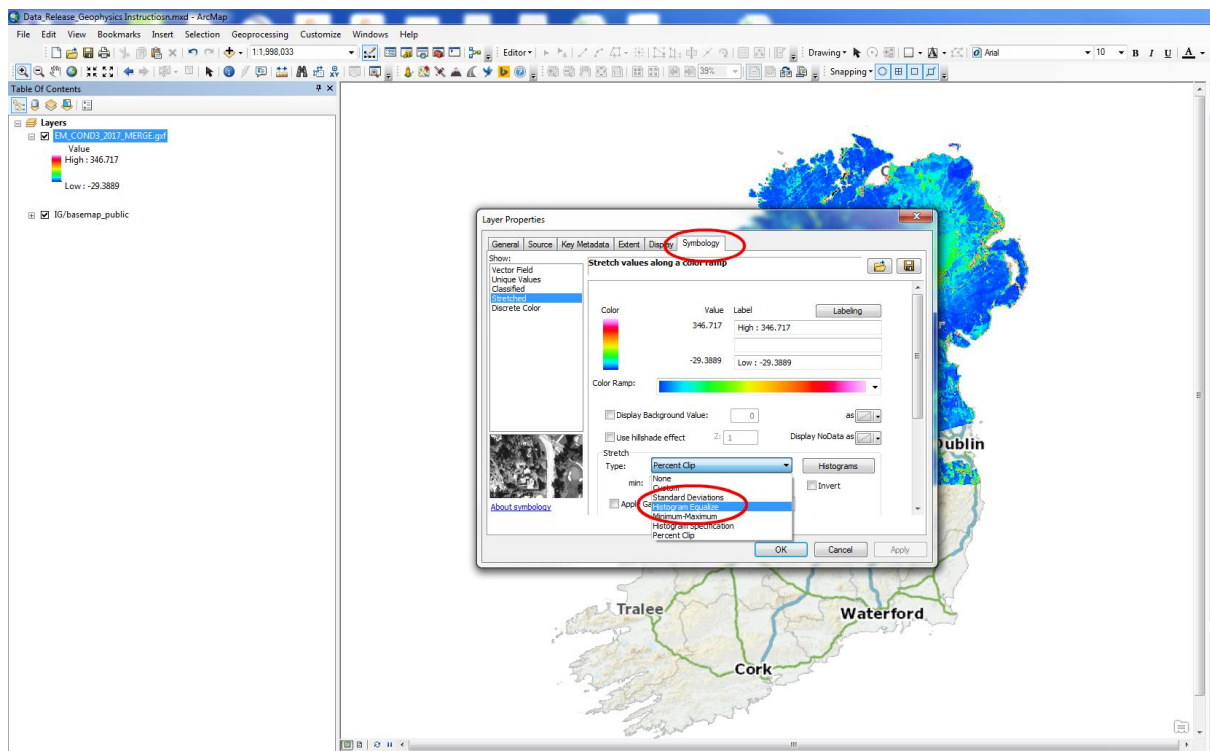 Data_Release_Geophysics Instructiosn.mxd - ArcMap
File Edit View Bookmarks Insert Selection Geoprocessing Customize Windows Help
1:1,998,033 Editor Drawing Arial 10 B I U A
39% Snapping
Table Of Contents
Layers
EM_COND3_2017_MERGE.gxf
Value
High : 346.717
Low : -29.3889
IG/basemap_public
Layer Properties
General Source Key Metadata Extent Display Symbology
Show:
Vector Field
Unique Values
Classified
Stretched
Discrete Color
About symbology
Stretch values along a color ramp
Color Value Label Labeling
346.717 High : 346.717
-29.3889 Low : -29.3889
Color Ramp:
Display Background Value: 0 as
Use hillshade effect Z: 1 Display NoData as
Stretch
Type: Percent Clip Histograms
None
min: Custom Invert
Standard Deviations
Apply Ga Histogram Equalize
Minimum-Maximum
Histogram Specification
Percent Clip
OK Cancel Apply
Dublin
Tralee
Waterford
Cork